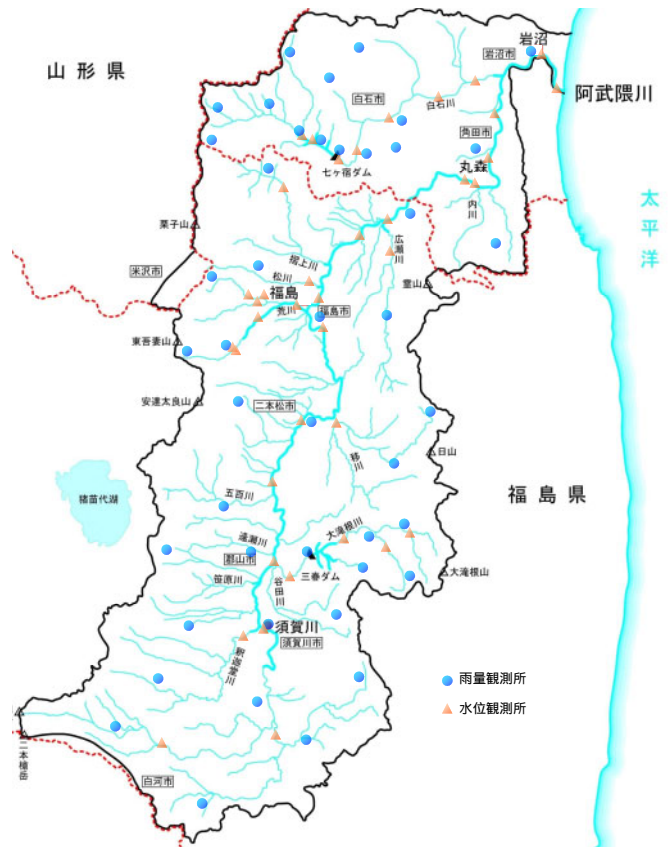 岩沼
山形県
岩沼市
阿武隈川
白石市
白石川
角田市
七ヶ宿ダム
丸森
内川
太平洋
栗子山
広瀬川
摺上川
米沢市
松川
霊山
福島
荒川
福島市
東吾妻山
安達太良山
二本松市
日山
移川
猪苗代湖
五百川
福島県
大滝根川
逢瀬川
郡山市
三春ダム
大滝根山
笹原川
谷田川
須賀川
須賀川市
釈迦堂川
雨量観測所
水位観測所
二本檜岳
白河市